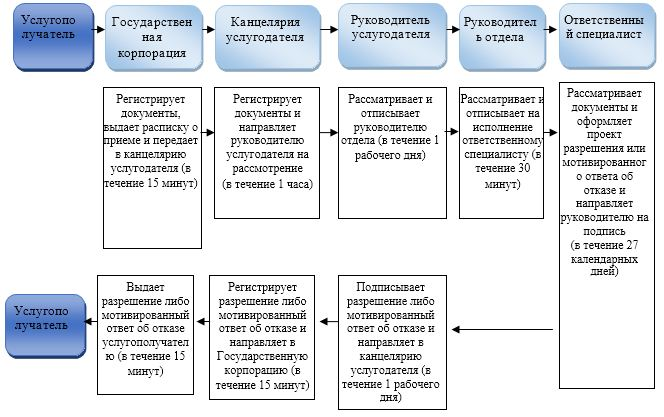 Услугопо
лучатель
Государствен
ная
корпорация
Канцелярия
услугодателя
Руководитель
услугодателя
Руководител
ь отдела
Ответственны
й специалист
Регистрирует
документы,
выдает расписку о
приеме и передает
в канцелярию
услугодателя (в
течение 15 минут)
Регистрирует
документы и
направляет
руководителю
услугодателя на
рассмотрение
(в течение 1 часа)
Рассматривает и
отписывает
руководителю
отдела (в течение 1
рабочего дня)
Рассматривает и
отписывает на
исполнение
ответственному
специалисту (в
течение 30
минут)
Рассматривает
документы и
оформляет
проект
разрешения или
мотивированног
о ответа об
отказе и
направляет
руководителю на
подпись
(в течение 27
календарных
дней)
Услугопо
лучатель
Выдает
разрешение либо
мотивированный
ответ об отказе
услугополучател
ю (в течение 15
минут)
Регистрирует
разрешение либо
мотивированный
ответ об отказе и
направляет в
Государственную
корпорацию (в
течение 15 минут)
Подписывает
разрешение либо
мотивированный
ответ об отказе и
направляет в
канцелярию
услугодателя (в
течение 1 рабочего
дня)